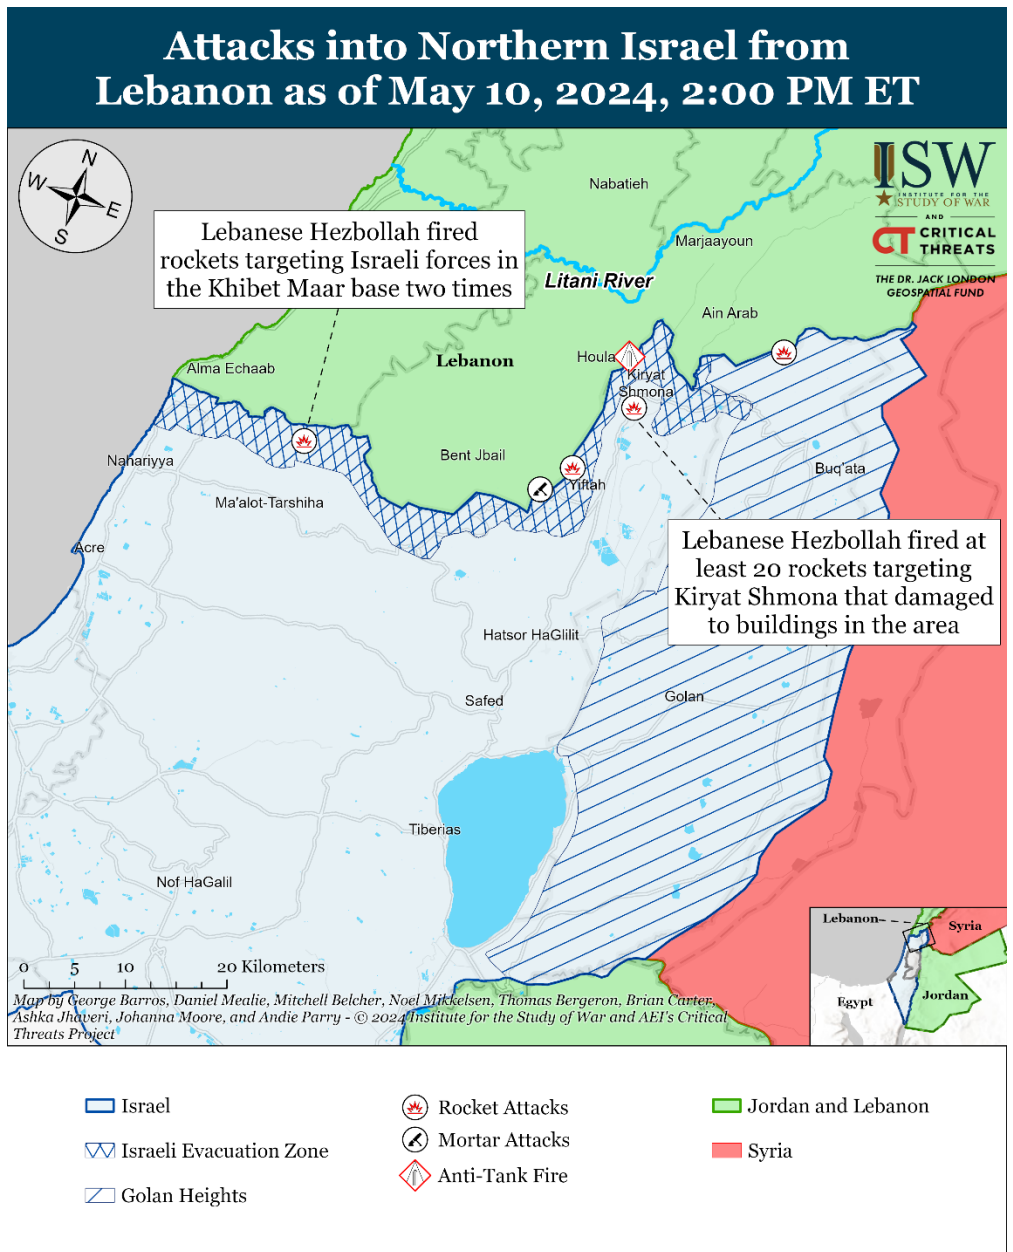 Attacks into Northern Israel from
Lebanon as of May 10, 2024, 2:00 PM ET
N
W
E
S
ISW
INSTITUTE FOR THE
STUDY OF WAR
AND
CT CRITICAL
THREATS
THE DR. JACK LONDON
GEOSPATIAL FUND
Nabatieh
Lebanese Hezbollah fired
rockets targeting Israeli forces in
the Khibet Maar base two times
Marjaayoun
Litani River
Ain Arab
Lebanon
Houla
Alma Echaab
Kiryat
Shmona
Bent Jbail
Nahariyya
Buq'ata
Yiftah
Ma'alot-Tarshiha
Acre
Lebanese Hezbollah fired at
least 20 rockets targeting
Kiryat Shmona that damaged
to buildings in the area
Hatsor HaGlilit
Safed
Golan
Tiberias
Nof HaGalil
Lebanon
Syria
Egypt
Jordan
0 5 10 20 Kilometers
Map by George Barros, Daniel Mealie, Mitchell Belcher, Noel Mikkelsen, Thomas Bergeron, Brian Carter,
Ashka Jhaveri, Johanna Moore, and Andie Parry - © 2024 Institute for the Study of War and AEI's Critical
Threats Project
Israel
Israeli Evacuation Zone
Golan Heights
Rocket Attacks
Mortar Attacks
Anti-Tank Fire
Jordan and Lebanon
Syria